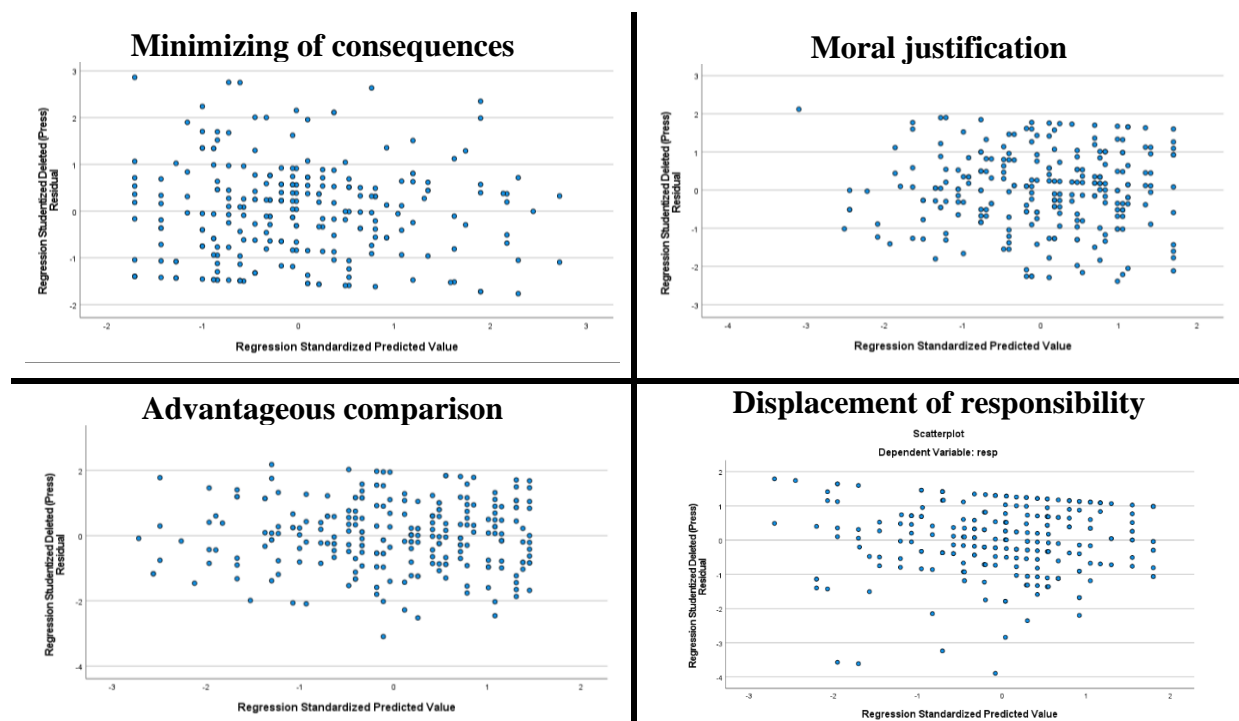 Minimizing of consequences
3
2
1
0
-1
-2
Regression Studentized Deleted (Press)
Residual
-2
-1
0
1
2
3
Regression Standardized Predicted Value
Moral justification
3
2
1
0
-1
-2
-3
Regression Studentized Deleted (Press)
Residual
-4
-3
-2
-1
0
1
2
Regression Standardized Predicted Value
Advantageous comparison
2
0
-2
-4
Regression Studentized Deleted (Press)
Residual
-3
-2
-1
0
1
2
Regression Standardized Predicted Value
Displacement of responsibility
Scatterplot
Dependent Variable: resp
2
1
0
-1
-2
-3
-4
Regression Studentized Deleted (Press)
Residual
-3
-2
-1
0
1
2
Regression Standardized Predicted Value